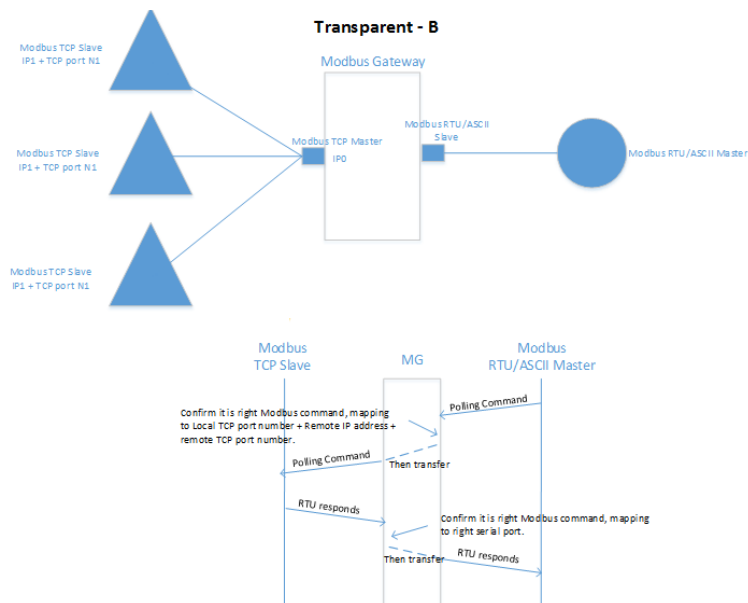 Transparent - B
Modbus TCP Slave
IP1 + TCP port N1
Modbus Gateway
Modbus RTU/ASCII
Slave
Modbus TCP Master
IP0
Modbus TCP Slave
IP1 + TCP port N1
Modbus RTU/ASCII Master
Modbus TCP Slave
IP1 + TCP port N1
Modbus
TCP Slave
MG
Modbus
RTU/ASCII Master
Polling Command
Confirm it is right Modbus command, mapping
to Local TCP port number + Remote IP address +
remote TCP port number.
Polling Command
Then transfer
RTU responds
Confirm it is right Modbus command, mapping
to right serial port.
Then transfer
RTU responds